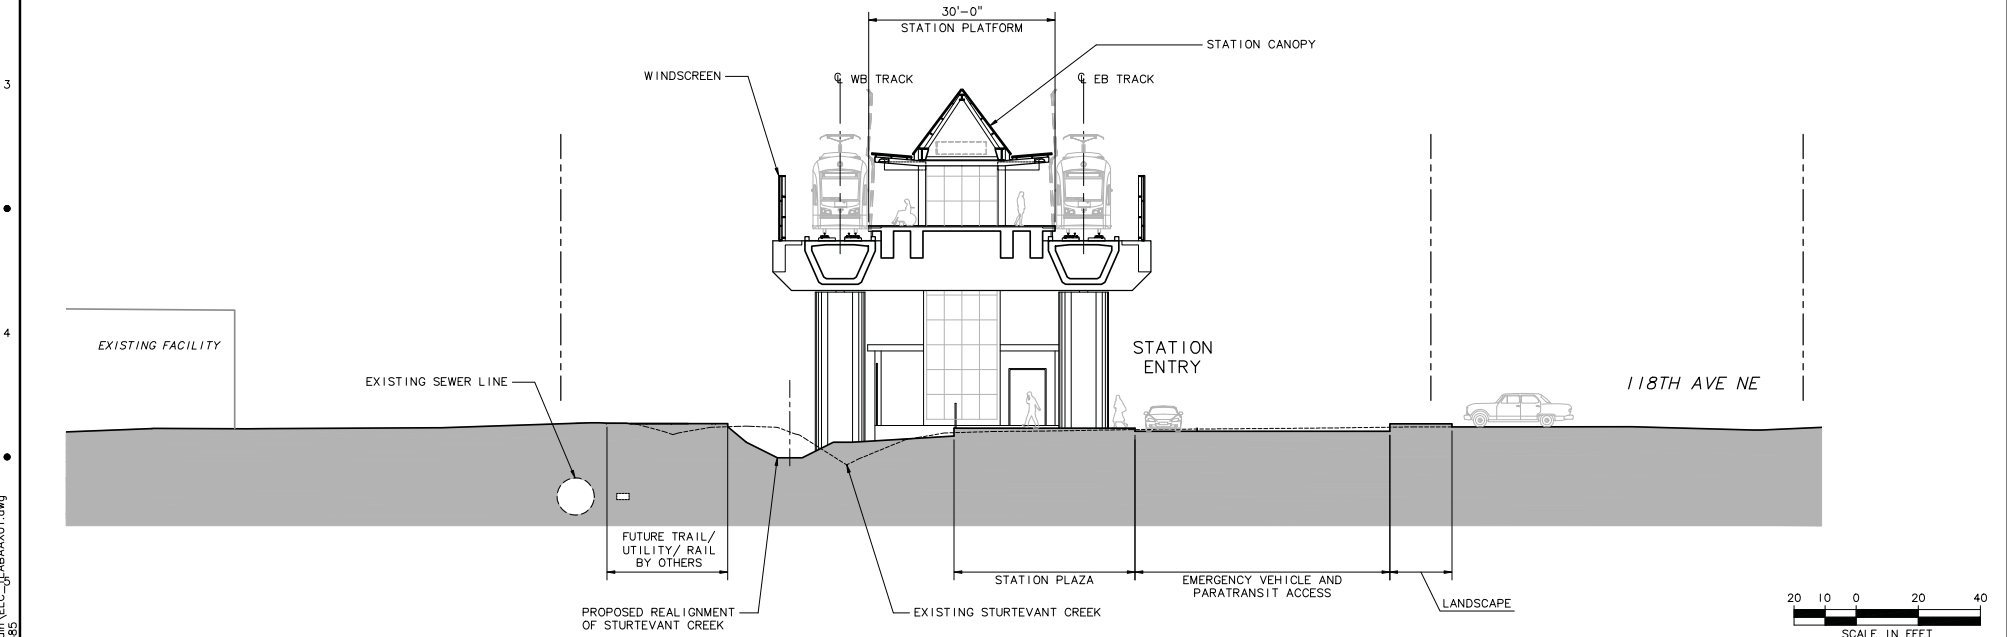 30'-0"
STATION PLATFORM
STATION CANOPY
WINDSCREEN
℄ WB TRACK
℄ EB TRACK
3
4
EXISTING FACILITY
STATION
ENTRY
EXISTING SEWER LINE
118TH AVE NE
FUTURE TRAIL/
UTILITY/ RAIL
BY OTHERS
STATION PLAZA
EMERGENCY VEHICLE AND
PARATRANSIT ACCESS
LANDSCAPE
PROPOSED REALIGNMENT
OF STURTEVANT CREEK
EXISTING STURTEVANT CREEK
20 10 0 20 40
SCALE IN FEET
5